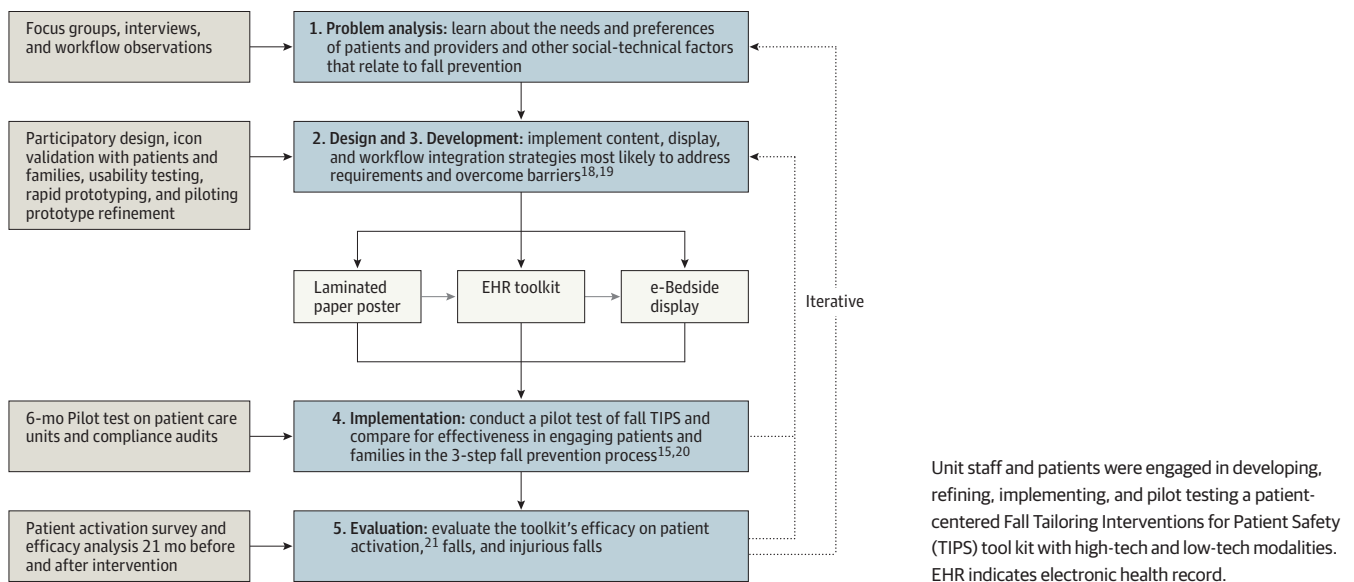 Focus groups, interviews,
and workflow observations
1. Problem analysis: learn about the needs and preferences
of patients and providers and other social-technical factors
that relate to fall prevention
Participatory design, icon
validation with patients and
families, usability testing,
rapid prototyping, and piloting
prototype refinement
2. Design and 3. Development: implement content, display,
and workflow integration strategies most likely to address
requirements and overcome barriers18,19
Laminated
paper poster
EHR toolkit
e-Bedside
display
Iterative
6-mo Pilot test on patient care
units and compliance audits
4. Implementation: conduct a pilot test of fall TIPS and
compare for effectiveness in engaging patients and
families in the 3-step fall prevention process15,20
Patient activation survey and
efficacy analysis 21 mo before
and after intervention
5. Evaluation: evaluate the toolkit's efficacy on patient
activation,21 falls, and injurious falls
Unit staff and patients were engaged in developing,
refining, implementing, and pilot testing a patient-
centered Fall Tailoring Interventions for Patient Safety
(TIPS) tool kit with high-tech and low-tech modalities.
EHR indicates electronic health record.